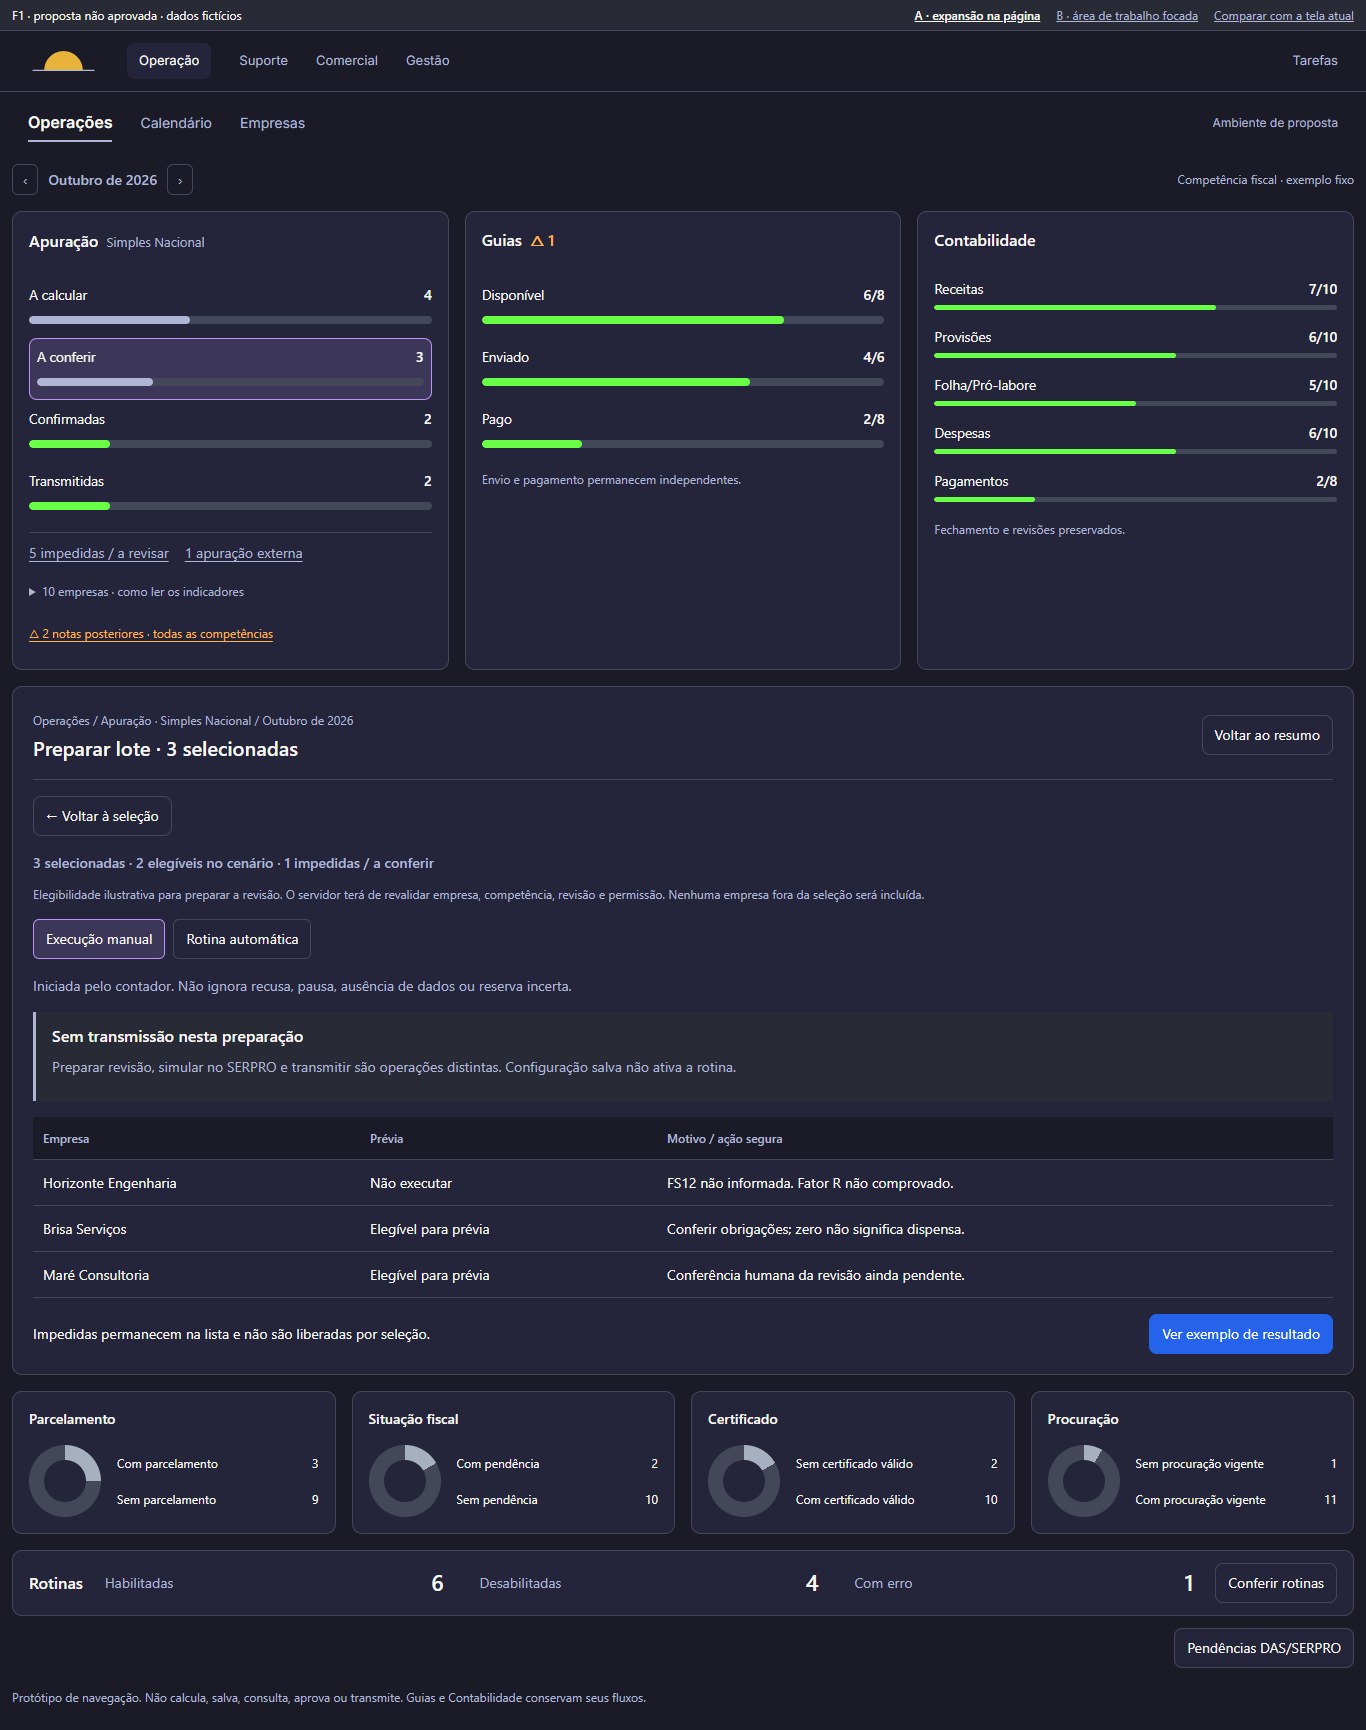 F1 · proposta não aprovada · dados fictícios
A · expansão na página
B · área de trabalho focada
Comparar com a tela atual
Operação
Suporte
Comercial
Gestão
Tarefas
Operações
Calendário
Empresas
Ambiente de proposta
‹
Outubro de 2026
›
Competência fiscal · exemplo fixo
Apuração Simples Nacional
A calcular 4
A conferir 3
Confirmadas 2
Transmitidas 2
5 impedidas / a revisar
1 apuração externa
▶ 10 empresas · como ler os indicadores
△ 2 notas posteriores · todas as competências
Guias △ 1
Disponível 6/8
Enviado 4/6
Pago 2/8
Envio e pagamento permanecem independentes.
Contabilidade
Receitas 7/10
Provisões 6/10
Folha/Pró-labore 5/10
Despesas 6/10
Pagamentos 2/8
Fechamento e revisões preservados.
Operações / Apuração · Simples Nacional / Outubro de 2026
Preparar lote · 3 selecionadas
Voltar ao resumo
← Voltar à seleção
3 selecionadas · 2 elegíveis no cenário · 1 impedidas / a conferir
Elegibilidade ilustrativa para preparar a revisão. O servidor terá de revalidar empresa, competência, revisão e permissão. Nenhuma empresa fora da seleção será incluída.
Execução manual
Rotina automática
Iniciada pelo contador. Não ignora recusa, pausa, ausência de dados ou reserva incerta.
Sem transmissão nesta preparação
Preparar revisão, simular no SERPRO e transmitir são operações distintas. Configuração salva não ativa a rotina.
Empresa Prévia Motivo / ação segura
Horizonte Engenharia Não executar FS12 não informada. Fator R não comprovado.
Brisa Serviços Elegível para prévia Conferir obrigações; zero não significa dispensa.
Maré Consultoria Elegível para prévia Conferência humana da revisão ainda pendente.
Impedidas permanecem na lista e não são liberadas por seleção.
Ver exemplo de resultado
Parcelamento
Com parcelamento 3
Sem parcelamento 9
Situação fiscal
Com pendência 2
Sem pendência 10
Certificado
Sem certificado válido 2
Com certificado válido 10
Procuração
Sem procuração vigente 1
Com procuração vigente 11
Rotinas Habilitadas 6 Desabilitadas 4 Com erro 1 Conferir rotinas
Pendências DAS/SERPRO
Protótipo de navegação. Não calcula, salva, consulta, aprova ou transmite. Guias e Contabilidade conservam seus fluxos.